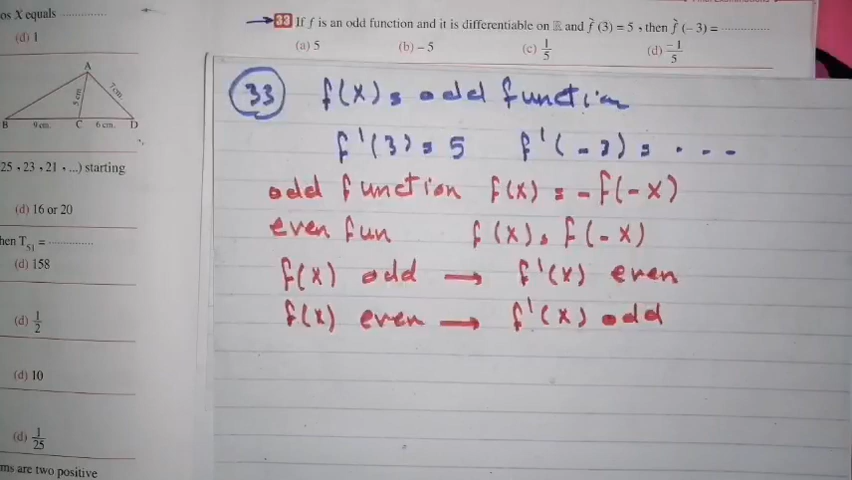 os X equals ..............
(d) 1
A
5 cm.
7 cm.
B 9 cm. C 6 cm. D
25 , 23 , 21 , ...) starting
(d) 16 or 20
hen T51 = ..............
(d) 158
(d) 1/2
(d) 10
(d) 1/25
ms are two positive
33 If f is an odd function and it is differentiable on ℝ and f̀ (3) = 5 , then f̀ (– 3) = ..............
(a) 5 (b) – 5 (c) 1/5 (d) –1/5
33 f(x) = odd function
f'(3) = 5 f'(-3) = ...
odd function f(x) = -f(-x)
even fun f(x) = f(-x)
f(x) odd → f'(x) even
f(x) even → f'(x) odd